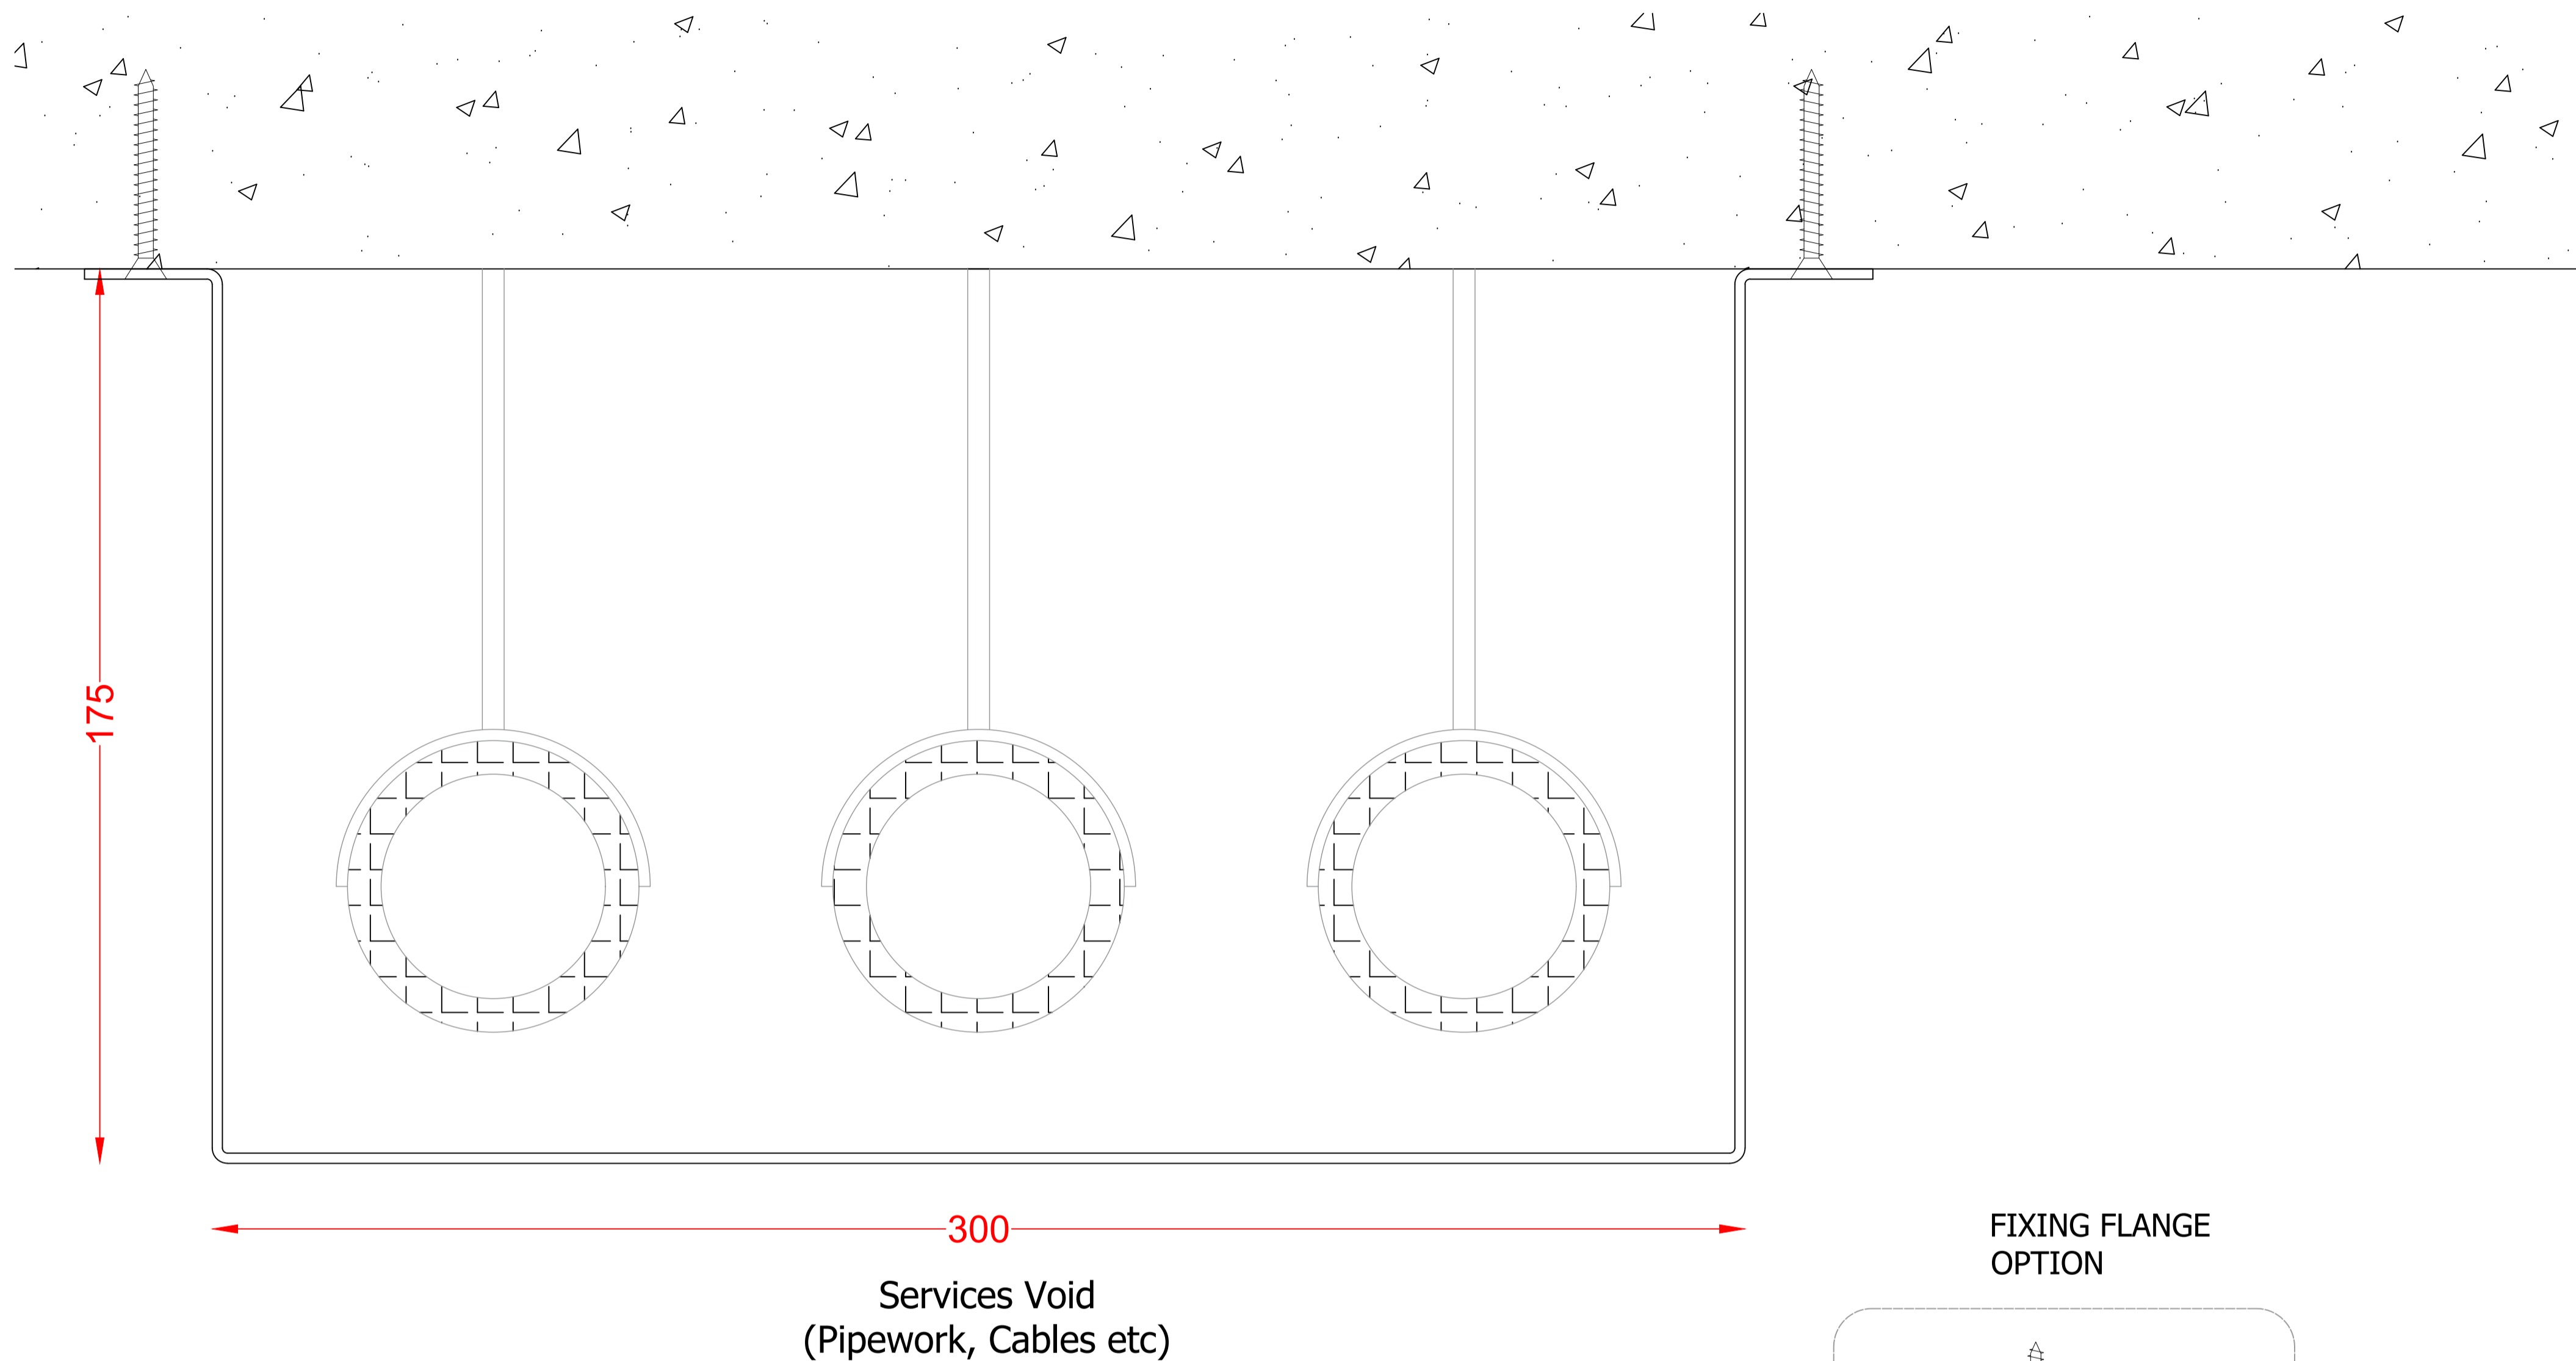 175
300
Services Void
(Pipework, Cables etc)
FIXING FLANGE
OPTION